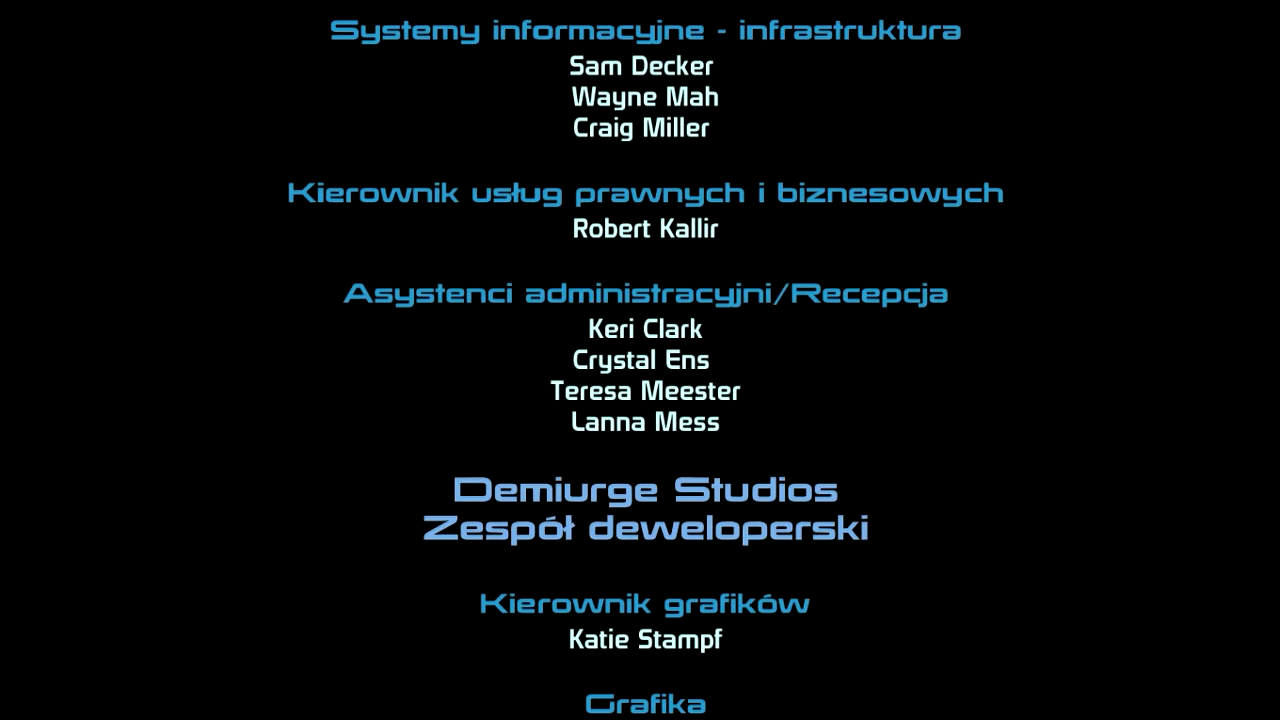 Systemy informacyjne - infrastruktura
Sam Decker
Wayne Mah
Craig Miller
Kierownik usług prawnych i biznesowych
Robert Kallir
Asystenci administracyjni/Recepcja
Keri Clark
Crystal Ens
Teresa Meester
Lanna Mess
Demiurge Studios
Zespół deweloperski
Kierownik grafików
Katie Stampf
Grafika